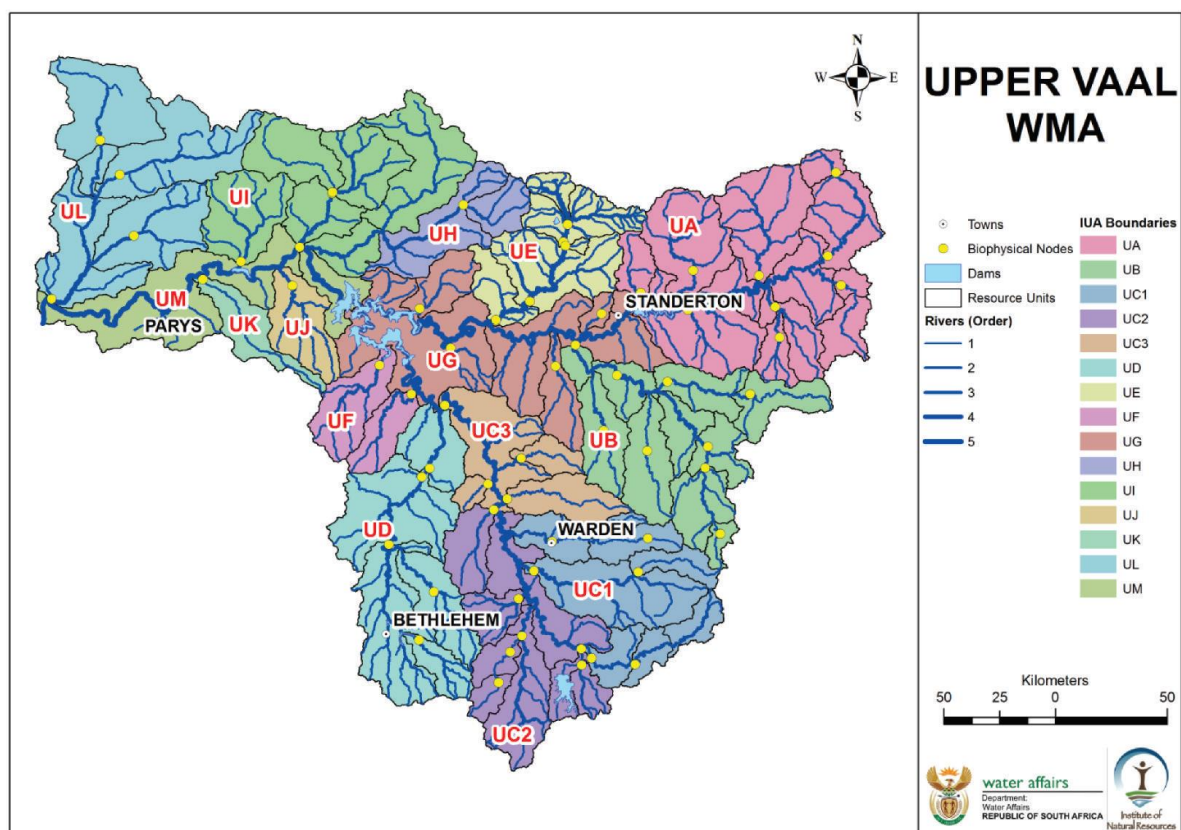 UPPER VAAL
WMA
N
W E
S
UL
UI
UH
UE
UA
STANDERTON
UM
PARYS
UK
UJ
UG
UF
UC3
UB
UD
WARDEN
UC1
BETHLEHEM
UC2
Towns
Biophysical Nodes
Dams
Resource Units
Rivers (Order)
1
2
3
4
5
IUA Boundaries
UA
UB
UC1
UC2
UC3
UD
UE
UF
UG
UH
UI
UJ
UK
UL
UM
Kilometers
50 25 0 50
water affairs
Department:
Water Affairs
REPUBLIC OF SOUTH AFRICA
Institute of
Natural Resources